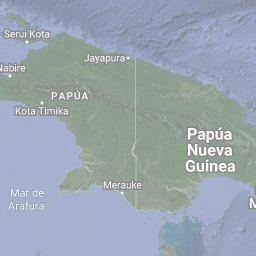 Serui Kota
Jayapura
Nabire
PAPÚA
Kota Timika
Papúa
Nueva
Guinea
Mar de
Arafura
Merauke
M